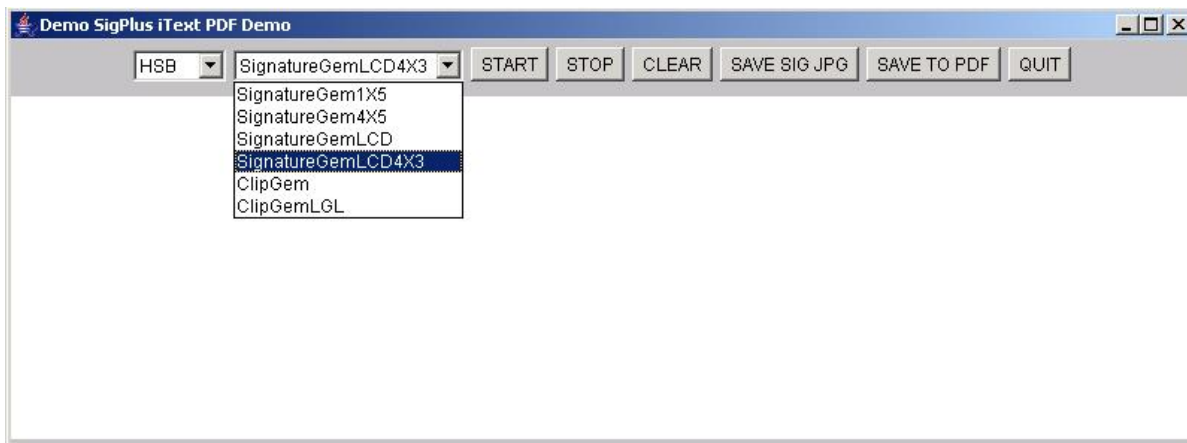 Demo SigPlus iText PDF Demo
HSB SignatureGemLCD4X3 START STOP CLEAR SAVE SIG JPG SAVE TO PDF QUIT
SignatureGem1X5
SignatureGem4X5
SignatureGemLCD
SignatureGemLCD4X3
ClipGem
ClipGemLGL